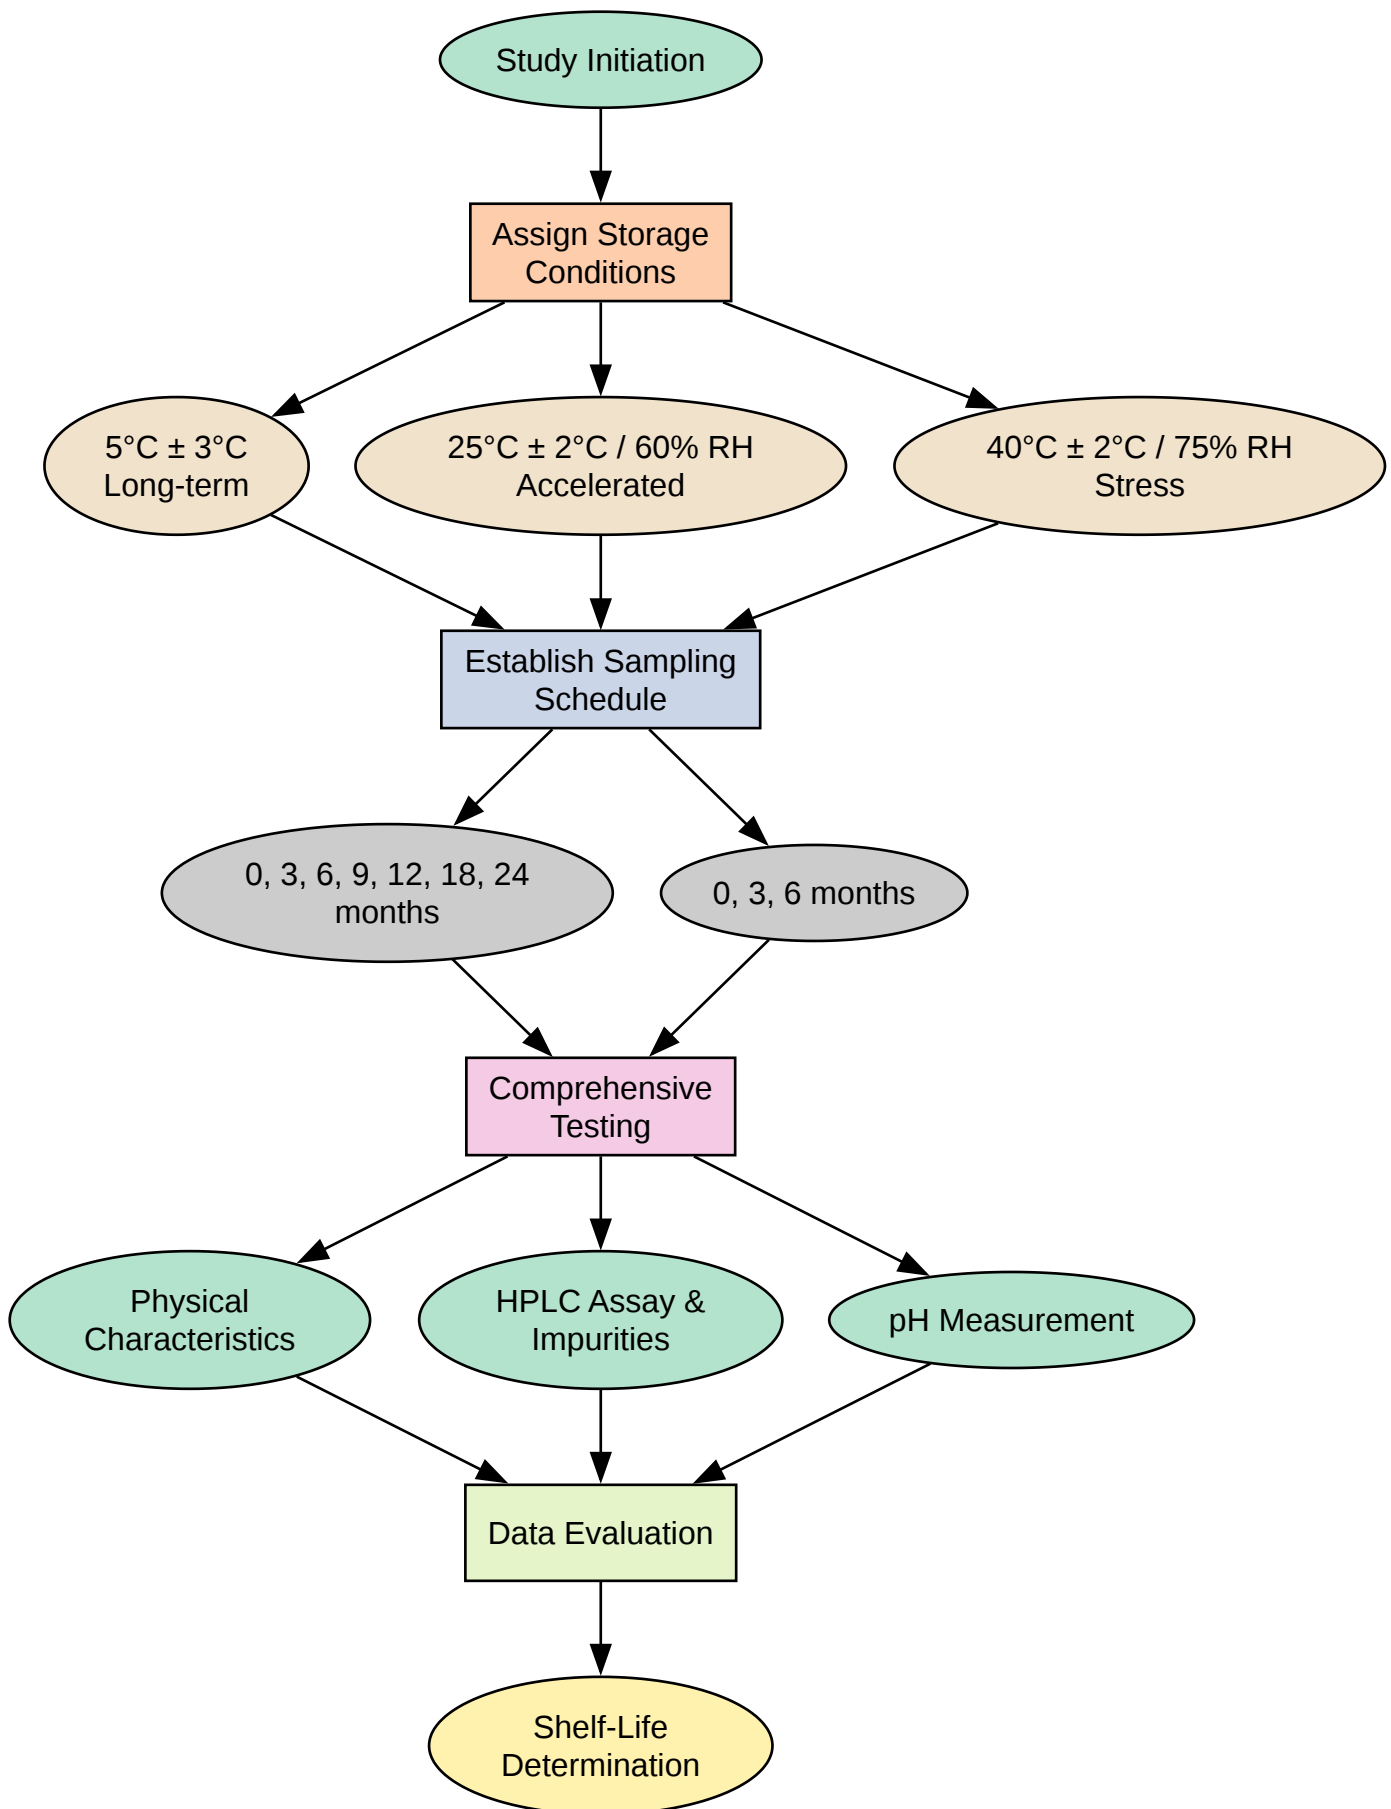 Study Initiation
Assign Storage
Conditions
5°C ± 3°C
Long-term
25°C ± 2°C / 60% RH
Accelerated
40°C ± 2°C / 75% RH
Stress
Establish Sampling
Schedule
0, 3, 6, 9, 12, 18, 24
months
0, 3, 6 months
Comprehensive
Testing
Physical
Characteristics
HPLC Assay &
Impurities
pH Measurement
Data Evaluation
Shelf-Life
Determination